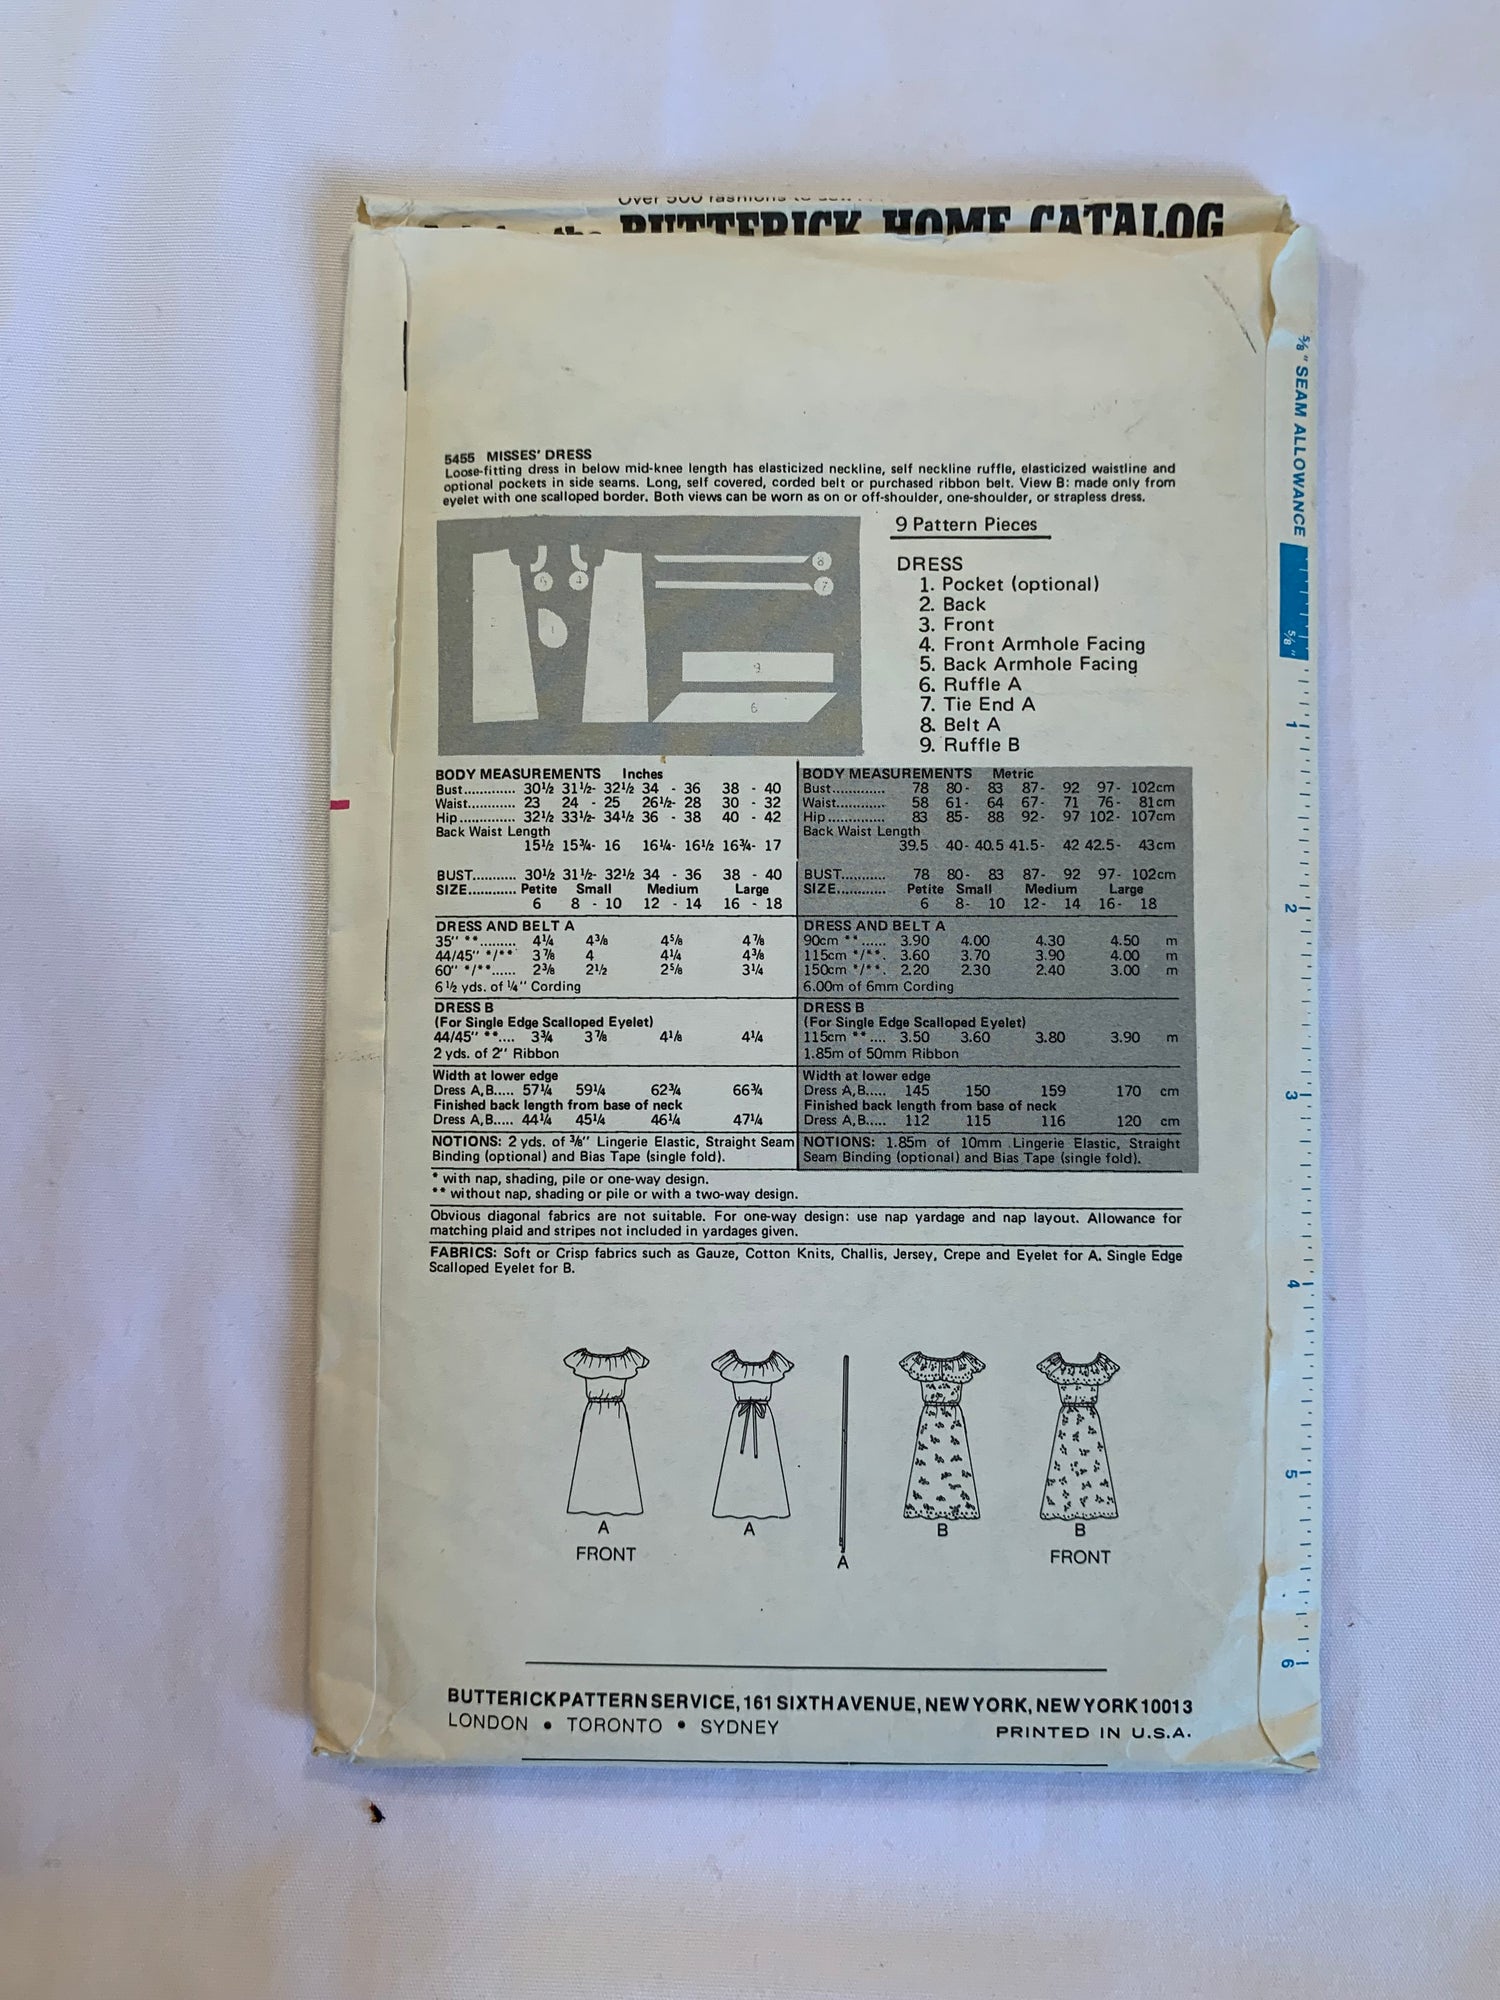 BUTTERICK HOME CATALOG
5455 MISSES' DRESS
Loose-fitting dress in below mid-knee length has elasticized neckline, self neckline ruffle, elasticized waistline and
optional pockets in side seams. Long, self covered, corded belt or purchased ribbon belt. View B: made only from
eyelet with one scalloped border. Both views can be worn as on or off-shoulder, one-shoulder, or strapless dress.
9 Pattern Pieces
DRESS
1. Pocket (optional)
2. Back
3. Front
4. Front Armhole Facing
5. Back Armhole Facing
6. Ruffle A
7. Tie End A
8. Belt A
9. Ruffle B
8
7
5 4
1
9
6
BODY MEASUREMENTS Inches
Bust............ 30½ 31½- 32½ 34 - 36 38 - 40
Waist............ 23 24 - 25 26½- 28 30 - 32
Hip.............. 32½ 33½- 34½ 36 - 38 40 - 42
Back Waist Length
15½ 15¾- 16 16¼- 16½ 16¾- 17
BUST........... 30½ 31½- 32½ 34 - 36 38 - 40
SIZE............ Petite Small Medium Large
6 8 - 10 12 - 14 16 - 18
DRESS AND BELT A
35" **......... 4¼ 4⅜ 4⅝ 4⅞
44/45" */** 3⅞ 4 4¼ 4⅜
60" */**...... 2⅜ 2½ 2⅝ 3¼
6½ yds. of ¼" Cording
DRESS B
(For Single Edge Scalloped Eyelet)
44/45" **.... 3¾ 3⅞ 4⅛ 4¼
2 yds. of 2" Ribbon
Width at lower edge
Dress A,B..... 57¼ 59¼ 62¾ 66¾
Finished back length from base of neck
Dress A,B..... 44¼ 45¼ 46¼ 47¼
NOTIONS: 2 yds. of ⅜" Lingerie Elastic, Straight Seam
Binding (optional) and Bias Tape (single fold).
BODY MEASUREMENTS Metric
Bust............ 78 80- 83 87- 92 97- 102cm
Waist........... 58 61- 64 67- 71 76- 81cm
Hip.............. 83 85- 88 92- 97 102- 107cm
Back Waist Length
39.5 40- 40.5 41.5- 42 42.5- 43cm
BUST........... 78 80- 83 87- 92 97- 102cm
SIZE............ Petite Small Medium Large
6 8- 10 12- 14 16- 18
DRESS AND BELT A
90cm **...... 3.90 4.00 4.30 4.50 m
115cm */**. 3.60 3.70 3.90 4.00 m
150cm */**. 2.20 2.30 2.40 3.00 m
6.00m of 6mm Cording
DRESS B
(For Single Edge Scalloped Eyelet)
115cm **.... 3.50 3.60 3.80 3.90 m
1.85m of 50mm Ribbon
Width at lower edge
Dress A,B..... 145 150 159 170 cm
Finished back length from base of neck
Dress A,B..... 112 115 116 120 cm
NOTIONS: 1.85m of 10mm Lingerie Elastic, Straight
Seam Binding (optional) and Bias Tape (single fold).
* with nap, shading, pile or one-way design.
** without nap, shading or pile or with a two-way design.
Obvious diagonal fabrics are not suitable. For one-way design: use nap yardage and nap layout. Allowance for
matching plaid and stripes not included in yardages given.
FABRICS: Soft or Crisp fabrics such as Gauze, Cotton Knits, Challis, Jersey, Crepe and Eyelet for A. Single Edge
Scalloped Eyelet for B.
A
FRONT
A
A
B
B
FRONT
BUTTERICK PATTERN SERVICE, 161 SIXTH AVENUE, NEW YORK, NEW YORK 10013
LONDON • TORONTO • SYDNEY PRINTED IN U.S.A.
⅝" SEAM ALLOWANCE
⅝"
1
2
3
4
5
6